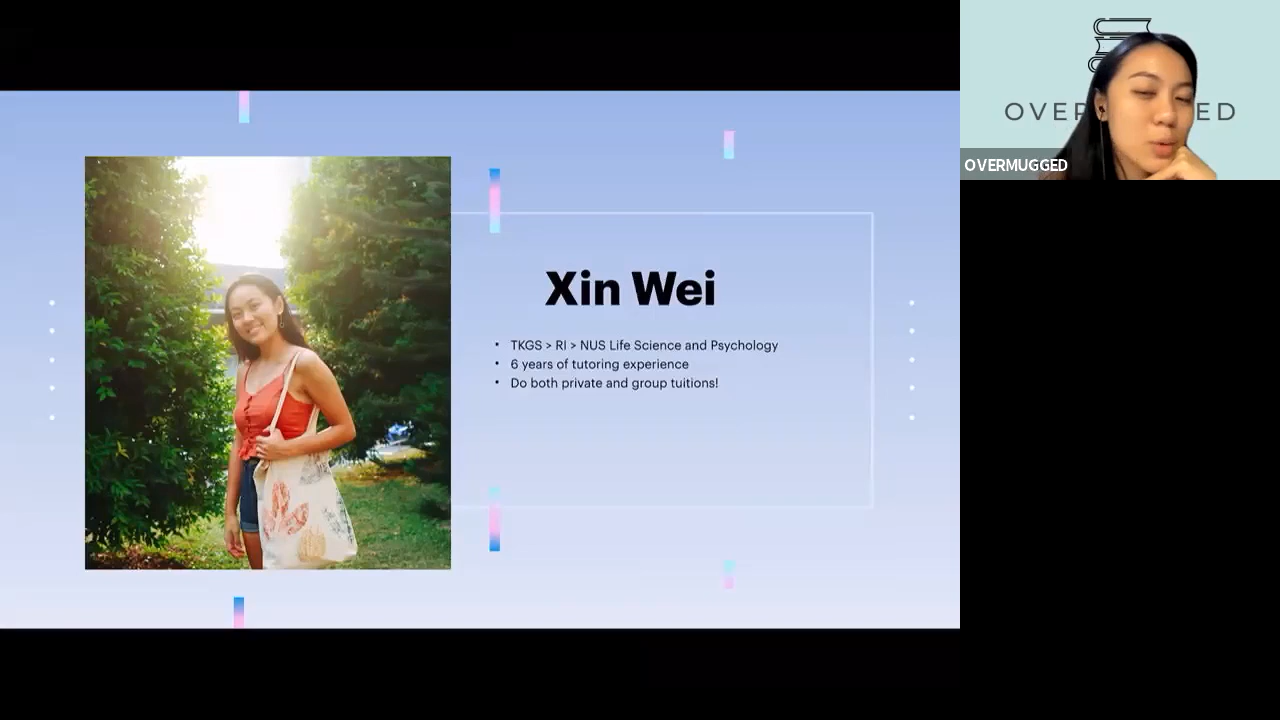 Xin Wei
• TKGS > RI > NUS Life Science and Psychology
• 6 years of tutoring experience
• Do both private and group tuitions!
OVERMUGGED